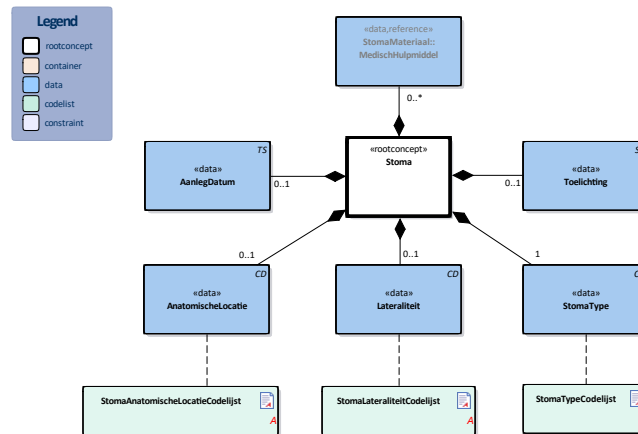 Legend
rootconcept
container
data
codelist
constraint
«data,reference»
StomaMateriaal::
MedischHulpmiddel
0..*
«rootconcept»
Stoma
TS
«data»
AanlegDatum
0..1
S
«data»
Toelichting
0..1
0..1
0..1
1
CD
«data»
AnatomischeLocatie
CD
«data»
Lateraliteit
«data»
StomaType
StomaAnatomischeLocatieCodelijst
A
StomaLateraliteitCodelijst
A
StomaTypeCodelijst